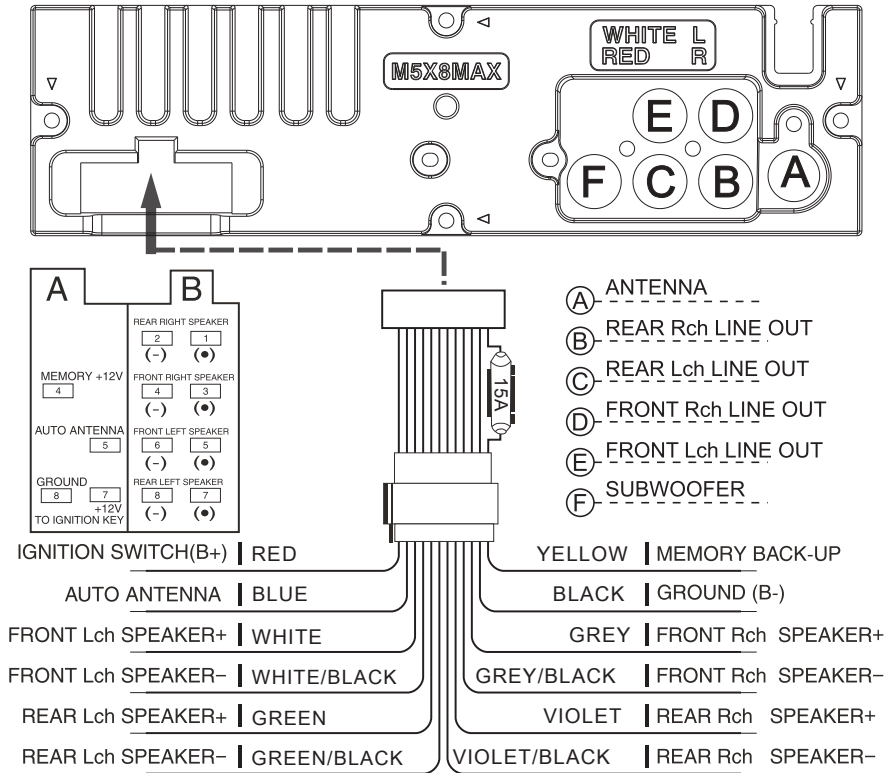 WHITE L
RED R
M5X8MAX
E D
F C B A
A B
REAR RIGHT SPEAKER
2 1
(-) (●)
MEMORY +12V
4
FRONT RIGHT SPEAKER
4 3
(-) (●)
AUTO ANTENNA
5
FRONT LEFT SPEAKER
6 5
(-) (●)
GROUND
8 7
+12V
TO IGNITION KEY
REAR LEFT SPEAKER
8 7
(-) (●)
15A
A ANTENNA
B REAR Rch LINE OUT
C REAR Lch LINE OUT
D FRONT Rch LINE OUT
E FRONT Lch LINE OUT
F SUBWOOFER
IGNITION SWITCH(B+) RED
AUTO ANTENNA BLUE
FRONT Lch SPEAKER+ WHITE
FRONT Lch SPEAKER– WHITE/BLACK
REAR Lch SPEAKER+ GREEN
REAR Lch SPEAKER– GREEN/BLACK
YELLOW MEMORY BACK-UP
BLACK GROUND (B-)
GREY FRONT Rch SPEAKER+
GREY/BLACK FRONT Rch SPEAKER–
VIOLET REAR Rch SPEAKER+
VIOLET/BLACK REAR Rch SPEAKER–